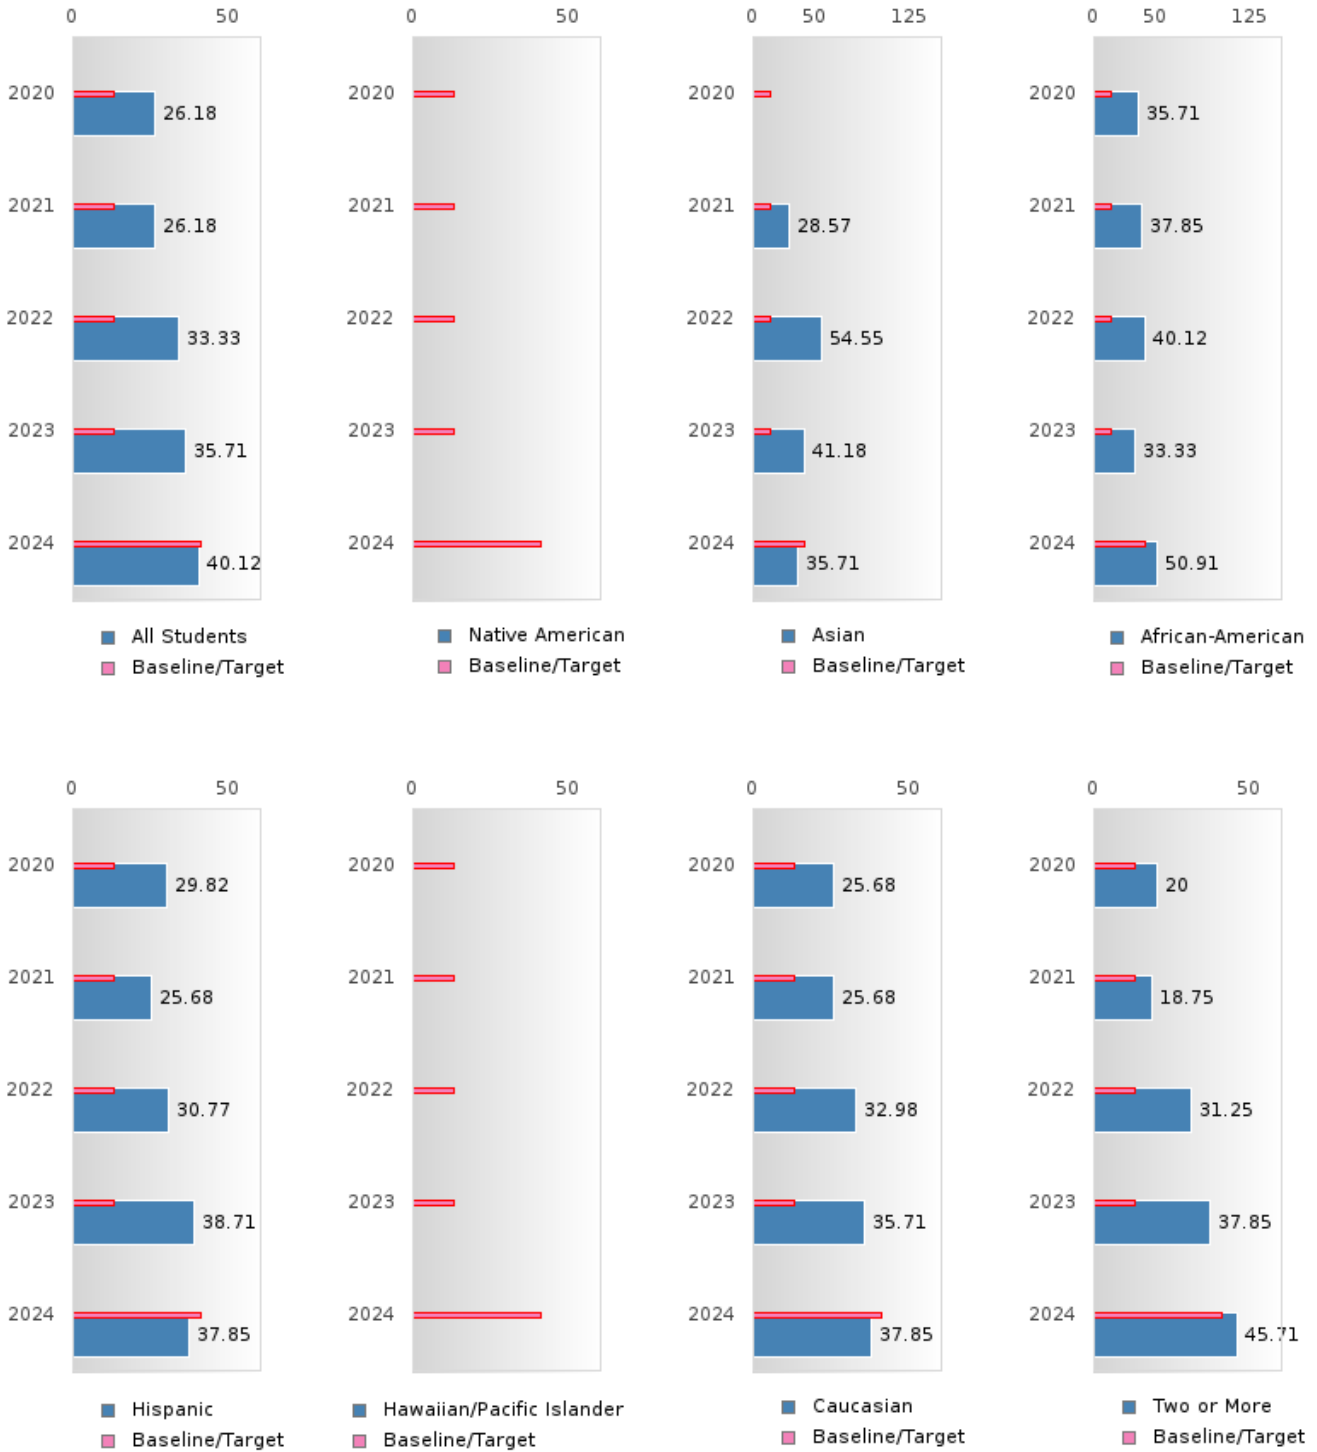 0 50
2020 26.18
2021 26.18
2022 33.33
2023 35.71
2024 40.12
All Students
Baseline/Target
0 50
2020
2021
2022
2023
2024
Native American
Baseline/Target
0 50 125
2020
2021 28.57
2022 54.55
2023 41.18
2024 35.71
Asian
Baseline/Target
0 50 125
2020 35.71
2021 37.85
2022 40.12
2023 33.33
2024 50.91
African-American
Baseline/Target
0 50
2020 29.82
2021 25.68
2022 30.77
2023 38.71
2024 37.85
Hispanic
Baseline/Target
0 50
2020
2021
2022
2023
2024
Hawaiian/Pacific Islander
Baseline/Target
0 50
2020 25.68
2021 25.68
2022 32.98
2023 35.71
2024 37.85
Caucasian
Baseline/Target
0 50
2020 20
2021 18.75
2022 31.25
2023 37.85
2024 45.71
Two or More
Baseline/Target